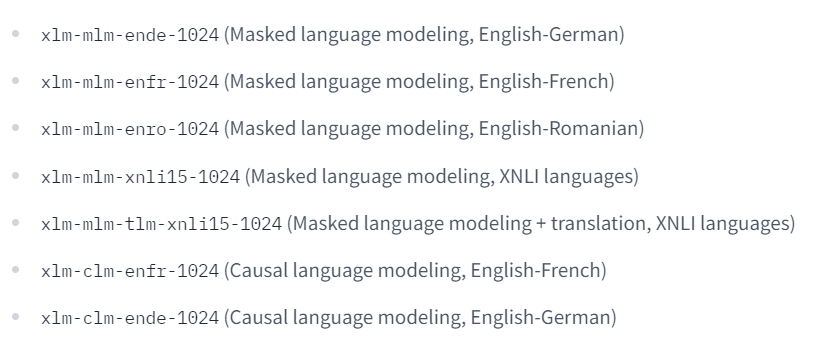 xlm-mlm-ende-1024 (Masked language modeling, English-German)
xlm-mlm-enfr-1024 (Masked language modeling, English-French)
xlm-mlm-enro-1024 (Masked language modeling, English-Romanian)
xlm-mlm-xnli15-1024 (Masked language modeling, XNLI languages)
xlm-mlm-tlm-xnli15-1024 (Masked language modeling + translation, XNLI languages)
xlm-clm-enfr-1024 (Causal language modeling, English-French)
xlm-clm-ende-1024 (Causal language modeling, English-German)